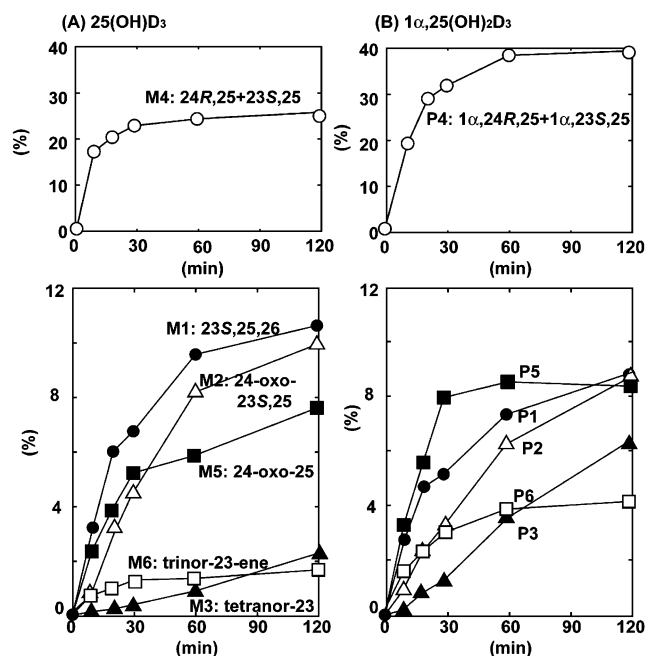 (A) 25(OH)D3
(B) 1α,25(OH)2D3
50
40
30
20
10
0
(%)
M4: 24R,25+23S,25
0 30 60 90 120
(min)
40
30
20
10
0
(%)
P4: 1α,24R,25+1α,23S,25
0 30 60 90 120
(min)
12
8
4
0
(%)
M1: 23S,25,26
M2: 24-oxo-
23S,25
M5: 24-oxo-25
M6: trinor-23-ene
M3: tetranor-23
0 30 60 90 120
(min)
12
8
4
0
(%)
P5
P1
P2
P6
P3
0 30 60 90 120
(min)